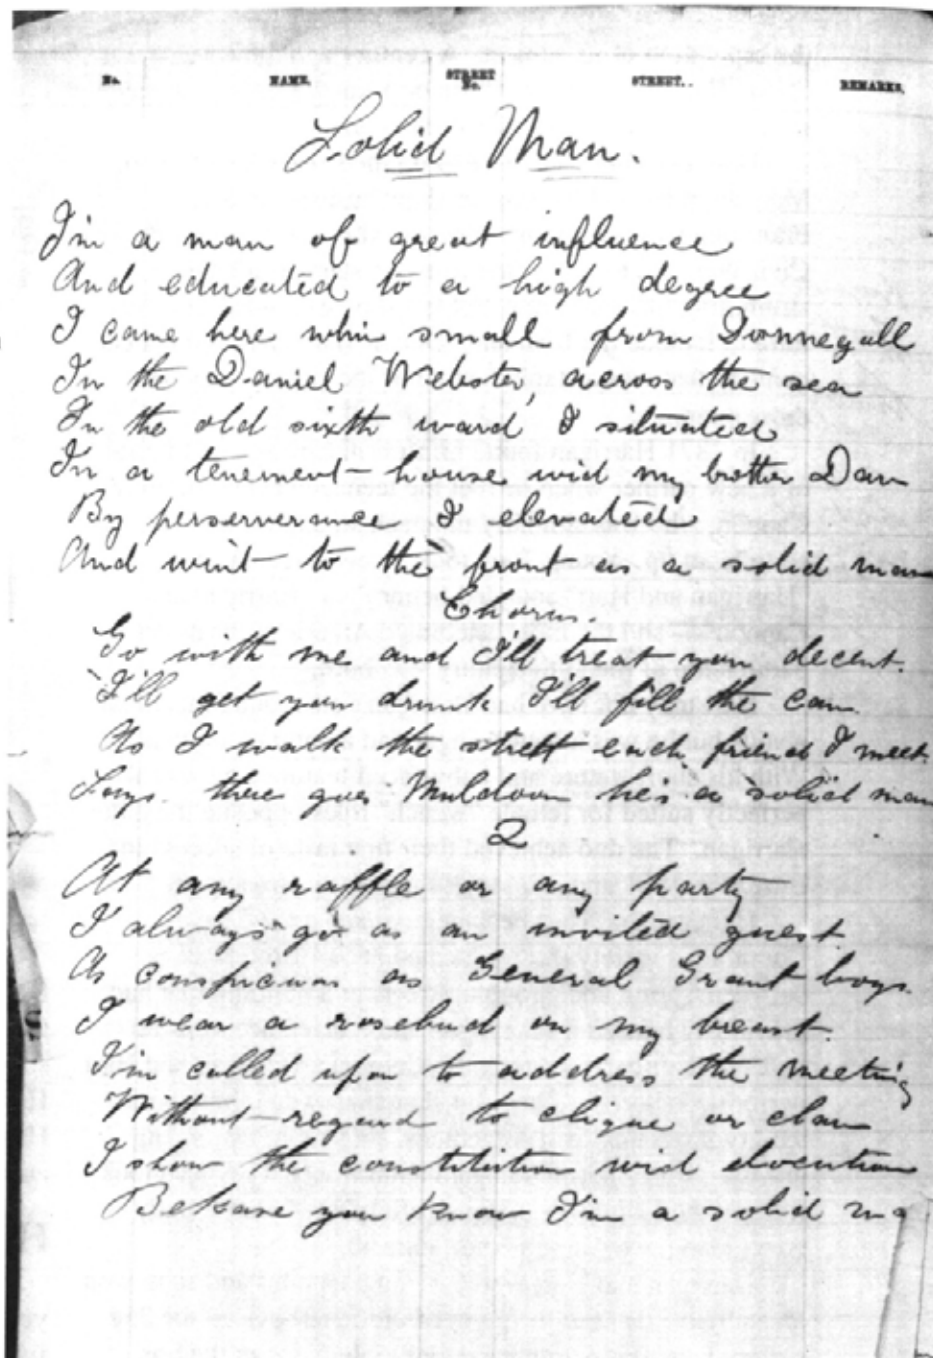 No. NAME. STREET No. STREET. REMARKS.
Solid Man.
I'm a man of great influence
And educated to a high degree
I came here whin small from Donnegall
In the Daniel Webster, across the sea
In the old sixth ward I situated
In a tenement-house wid my brother Dan
By perserverance I elevated
And wint to the front as a solid man
Chorus.
Go with me and I'll treat you decent.
I'll get you drunk I'll fill the can
As I walk the street each friend I meet
Says there goes Muldoon he's a solid man
2
At any raffle or any party
I always go as an invited guest.
As conspicuous as General Grant boys
I wear a rosebud on my breast.
I'm called upon to address the meeting
Without regard to clique or clan
I show the constitution wid elocution
Bekase you know I'm a solid ma